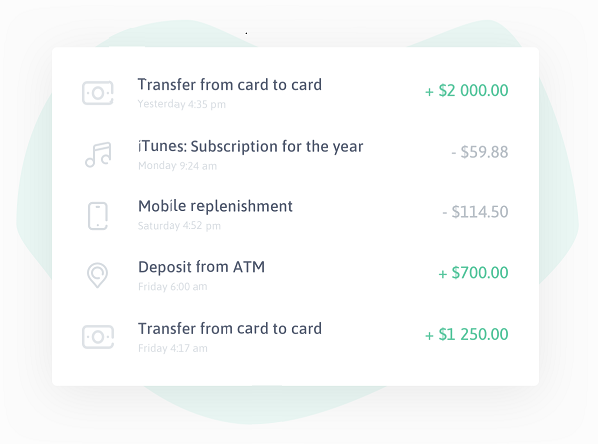 Transfer from card to card
+ $2 000.00
Yesterday 4:35 pm
iTunes: Subscription for the year
- $59.88
Monday 9:24 am
Mobile replenishment
- $114.50
Saturday 4:52 pm
Deposit from ATM
+ $700.00
Friday 6:00 am
Transfer from card to card
+ $1 250.00
Friday 4:17 am